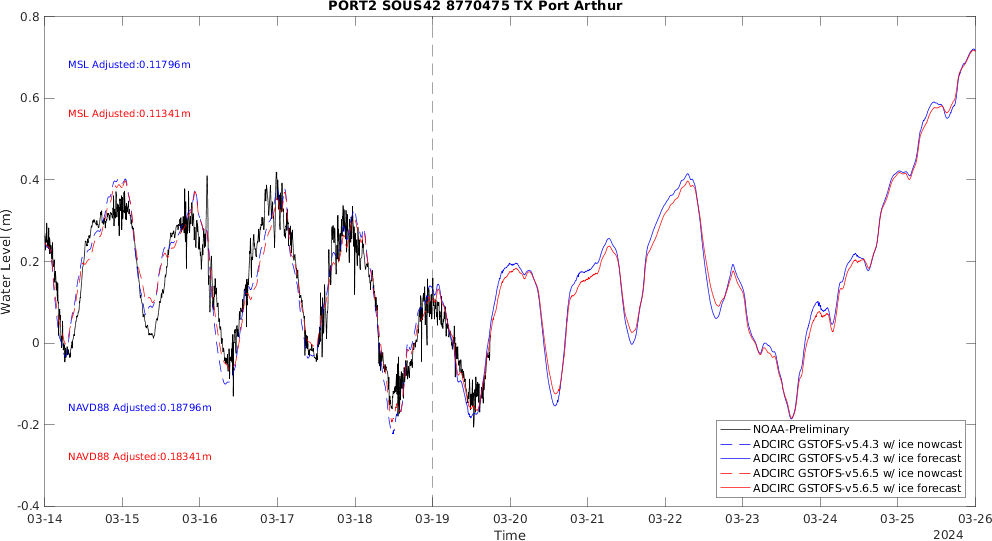 PORT2 SOUS42 8770475 TX Port Arthur
0.8
MSL Adjusted:0.11796m
0.6
MSL Adjusted:0.11341m
0.4
0.2
Water Level (m)
0
NAVD88 Adjusted:0.18796m
-0.2
NAVD88 Adjusted:0.18341m
-0.4
NOAA-Preliminary
ADCIRC GSTOFS-v5.4.3 w/ ice nowcast
ADCIRC GSTOFS-v5.4.3 w/ ice forecast
ADCIRC GSTOFS-v5.6.5 w/ ice nowcast
ADCIRC GSTOFS-v5.6.5 w/ ice forecast
03-14 03-15 03-16 03-17 03-18 03-19 03-20 03-21 03-22 03-23 03-24 03-25 03-26
Time
2024